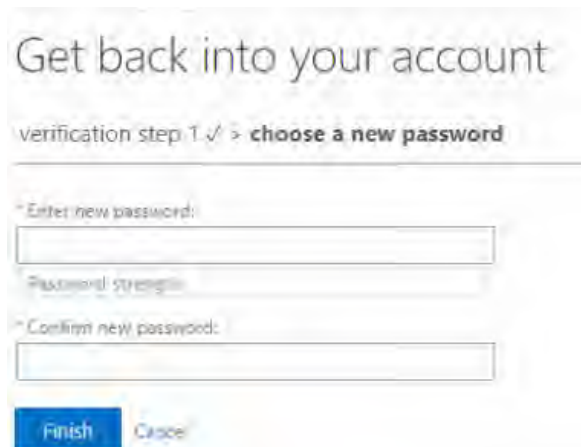 Get back into your account
verification step 1 ✓ > choose a new password
* Enter new password:
Password strength
* Confirm new password:
Finish Cancel